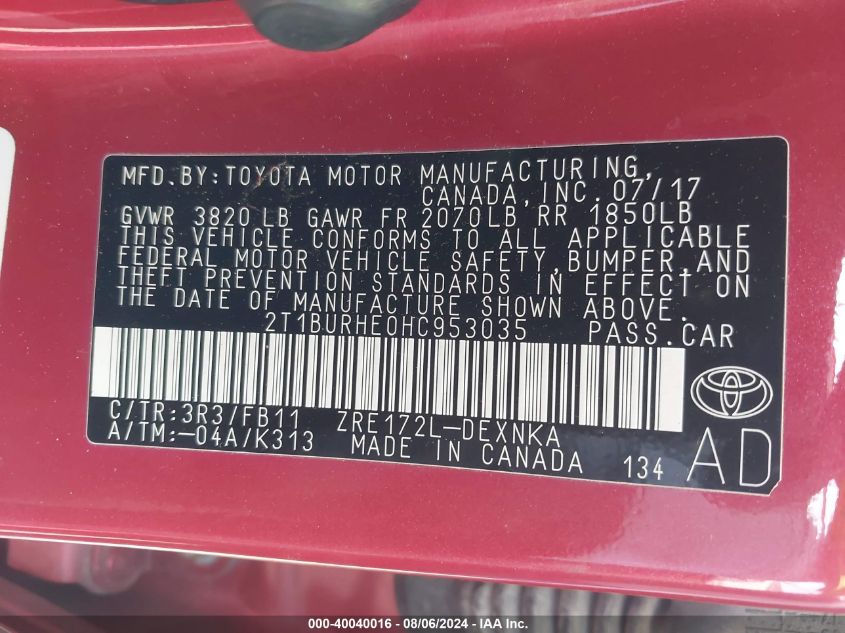 MFD.BY:TOYOTA MOTOR MANUFACTURING,
CANADA,INC. 07/17
GVWR 3820 LB GAWR FR 2070LB RR 1850LB
THIS VEHICLE CONFORMS TO ALL APPLICABLE
FEDERAL MOTOR VEHICLE SAFETY,BUMPER,AND
THEFT PREVENTION STANDARDS IN EFFECT ON
THE DATE OF MANUFACTURE SHOWN ABOVE.
2T1BURHE0HC953035 PASS.CAR
C/TR:3R3/FB11 ZRE172L-DEXNKA
A/TM:-04A/K313 MADE IN CANADA 134 AD
000-40040016 - 08/06/2024 - IAA Inc.